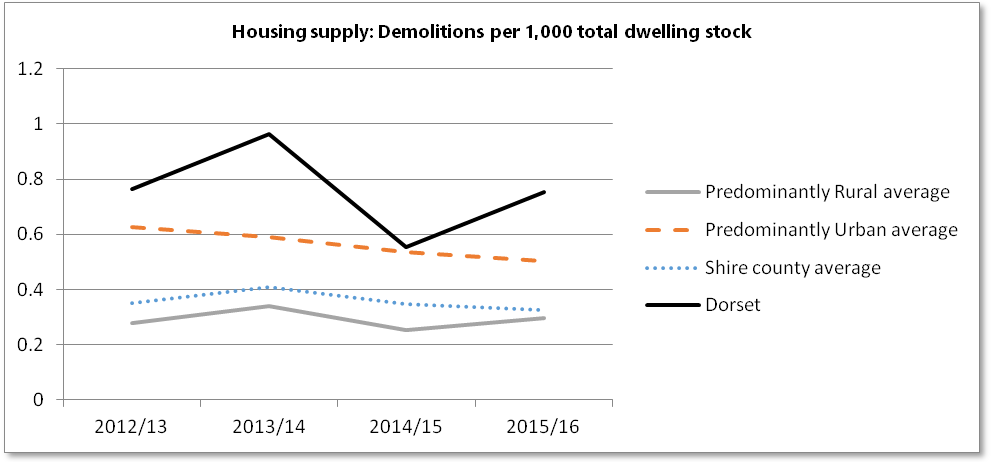 Housing supply: Demolitions per 1,000 total dwelling stock
1.2
1
0.8
0.6
0.4
0.2
0
2012/13 2013/14 2014/15 2015/16
Predominantly Rural average
Predominantly Urban average
Shire county average
Dorset